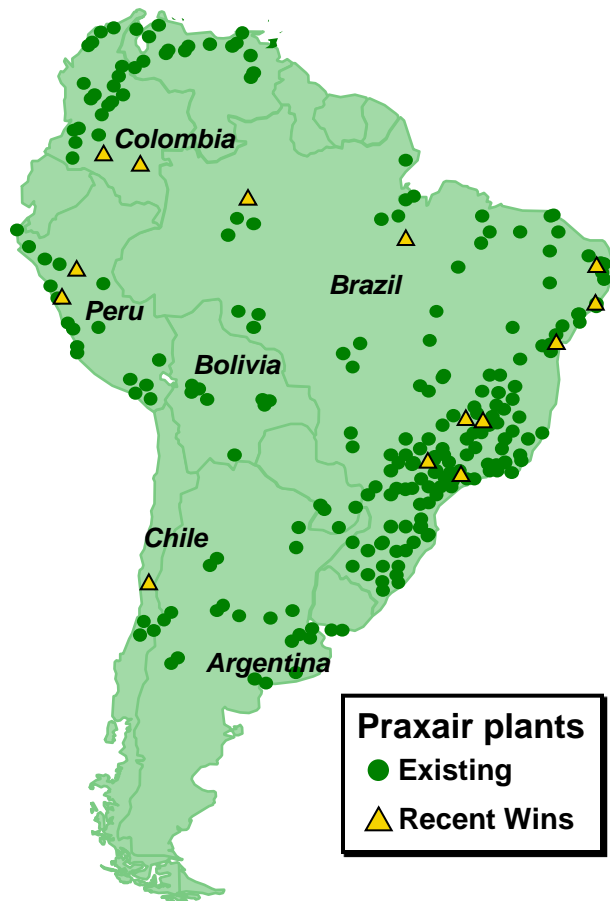 Colombia
Brazil
Peru
Bolivia
Chile
Argentina
Praxair plants
Existing
Recent Wins